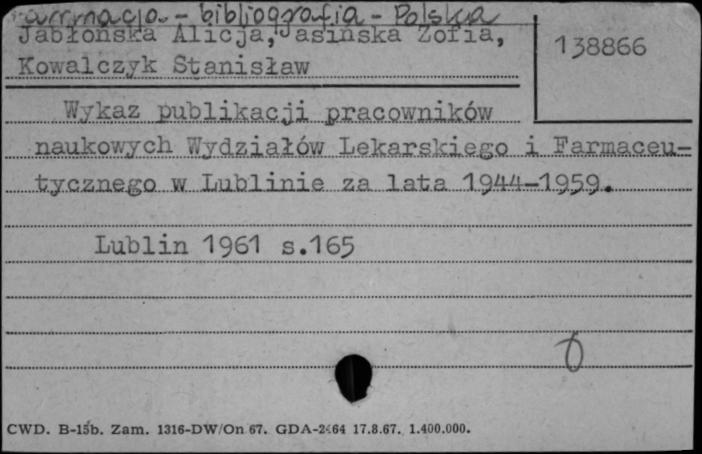 farmacja - bibliografia - Polska
Jabłońska Alicja, Jasińska Zofia,
138866
Kowalczyk Stanisław
Wykaz publikacji pracowników
naukowych Wydziałów Lekarskiego i Farmaceu-
tycznego w Lublinie za lata 1944-1959.
Lublin 1961 s.165
CWD. B-15b. Zam. 1316-DW/On 67. GDA-2464 17.8.67. 1.400.000.